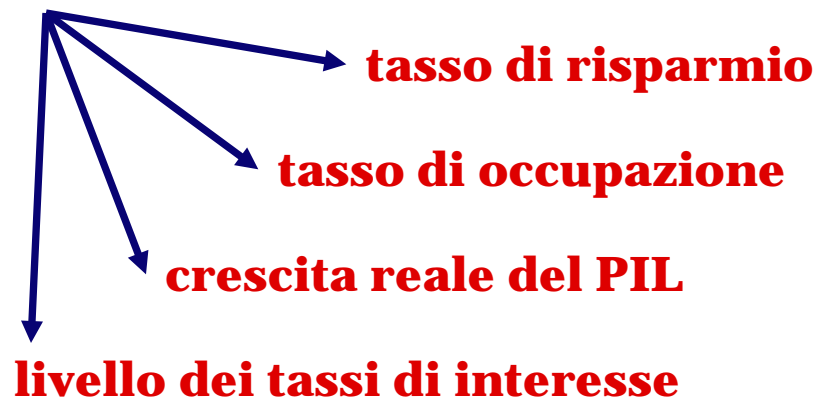 tasso di risparmio
tasso di occupazione
crescita reale del PIL
livello dei tassi di interesse